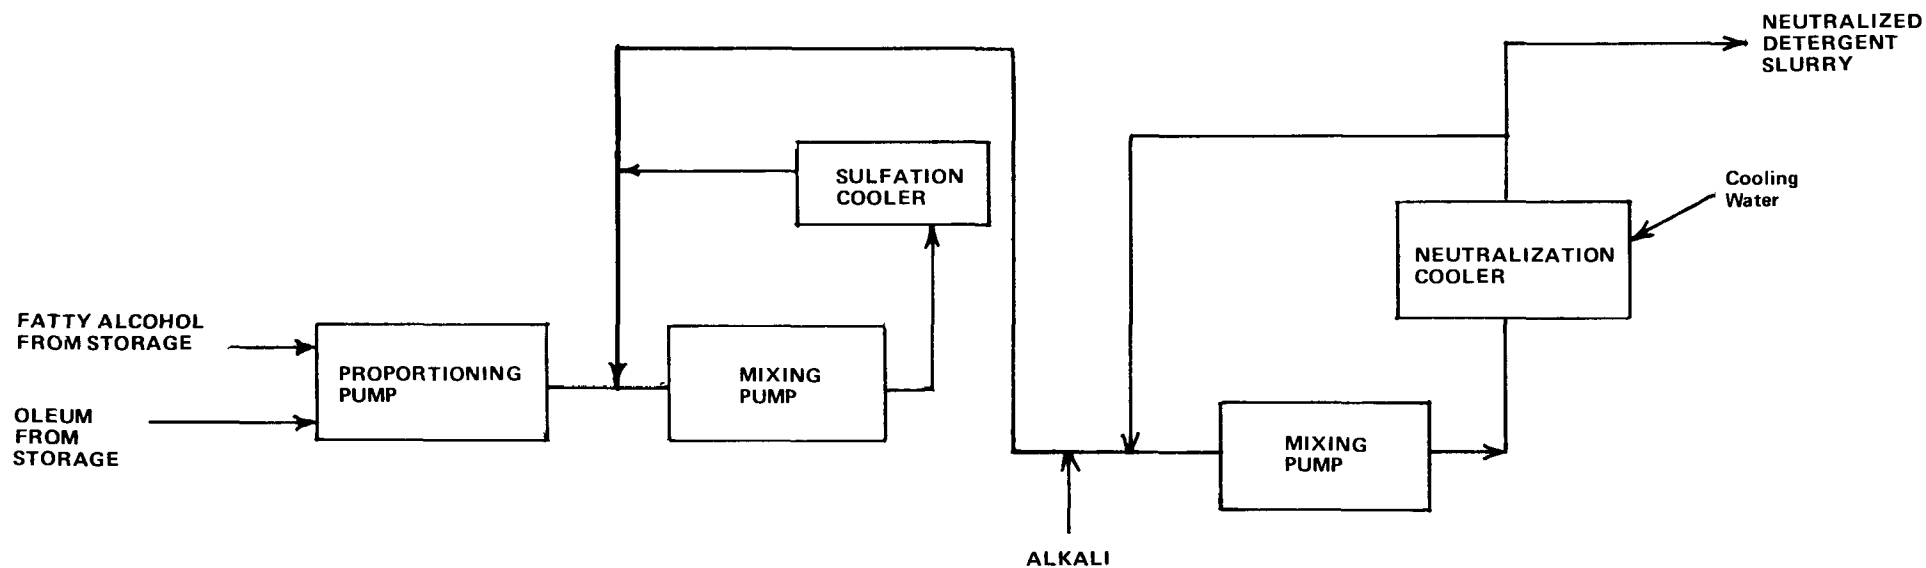 NEUTRALIZED
DETERGENT
SLURRY
SULFATION
COOLER
Cooling
Water
NEUTRALIZATION
COOLER
FATTY ALCOHOL
FROM STORAGE
PROPORTIONING
PUMP
MIXING
PUMP
OLEUM
FROM
STORAGE
MIXING
PUMP
ALKALI